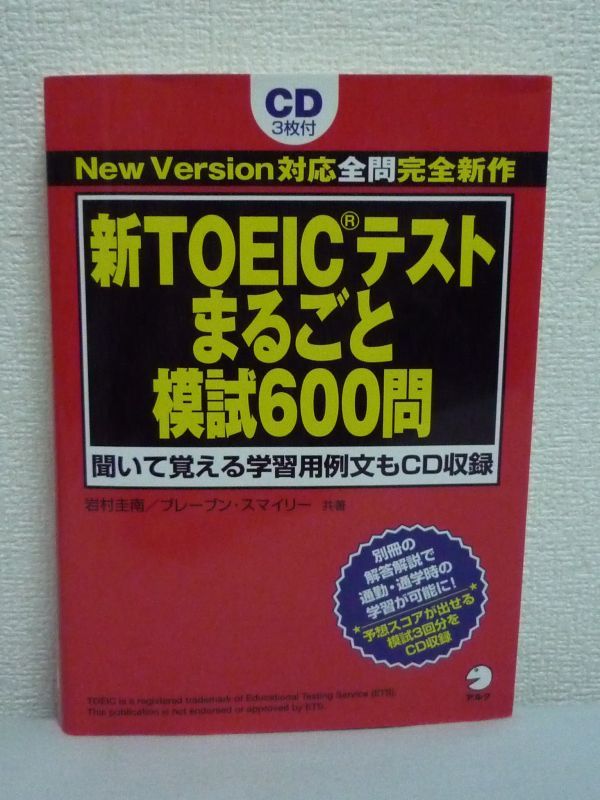 CD
3枚付
New Version対応全問完全新作
新TOEIC®テスト
まるごと
模試600問
聞いて覚える学習用例文もCD収録
岩村圭南／ブレーブン・スマイリー 共著
別冊の
解答解説で
通勤・通学時の
学習が可能に!
★予想スコアが出せる★
模試3回分を
CD収録
アルク
TOEIC is a registered trademark of Educational Testing Service (ETS).
This publication is not endorsed or approved by ETS.